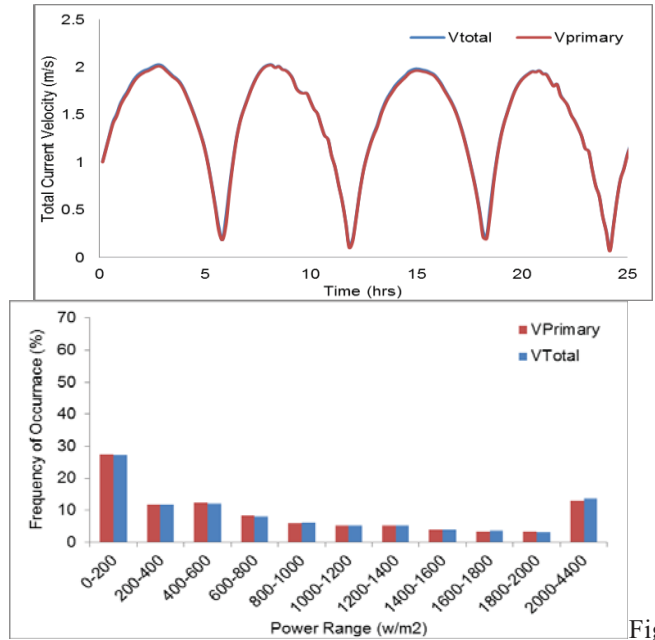 Vtotal Vprimary
Total Current Velocity (m/s)
2.5
2
1.5
1
0.5
0
0 5 10 15 20 25
Time (hrs)
Frequency of Occurnace (%)
70
60
50
40
30
20
10
0
VPrimary
VTotal
0-200 200-400 400-600 600-800 800-1000 1000-1200 1200-1400 1400-1600 1600-1800 1800-2000 2000-4400
Power Range (w/m2)
Fig